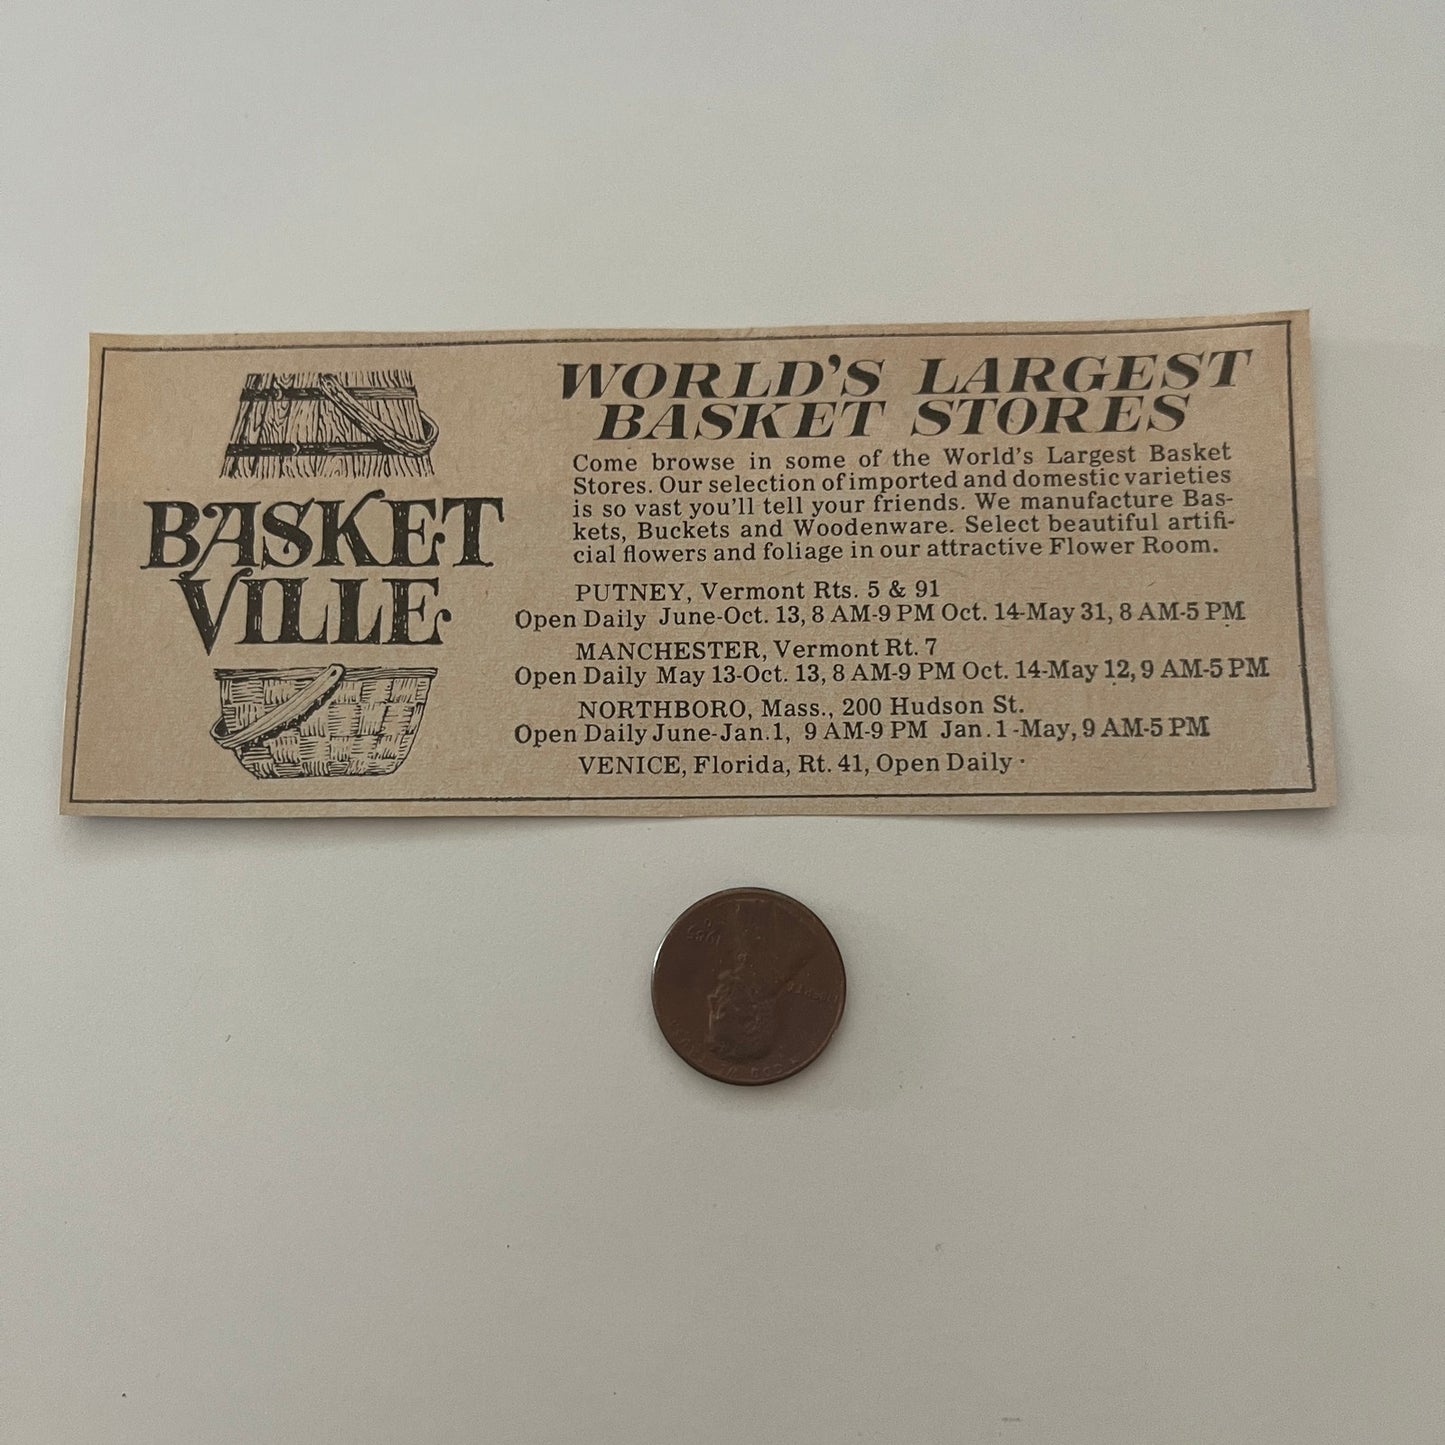 BASKET
VILLE
WORLD'S LARGEST
BASKET STORES
Come browse in some of the World's Largest Basket
Stores. Our selection of imported and domestic varieties
is so vast you'll tell your friends. We manufacture Bas-
kets, Buckets and Woodenware. Select beautiful artifi-
cial flowers and foliage in our attractive Flower Room.
PUTNEY, Vermont Rts. 5 & 91
Open Daily June-Oct. 13, 8 AM-9 PM Oct. 14-May 31, 8 AM-5 PM
MANCHESTER, Vermont Rt. 7
Open Daily May 13-Oct. 13, 8 AM-9 PM Oct. 14-May 12, 9 AM-5 PM
NORTHBORO, Mass., 200 Hudson St.
Open Daily June-Jan.1, 9 AM-9 PM Jan. 1-May, 9 AM-5 PM
VENICE, Florida, Rt. 41, Open Daily ·
LIBERTY